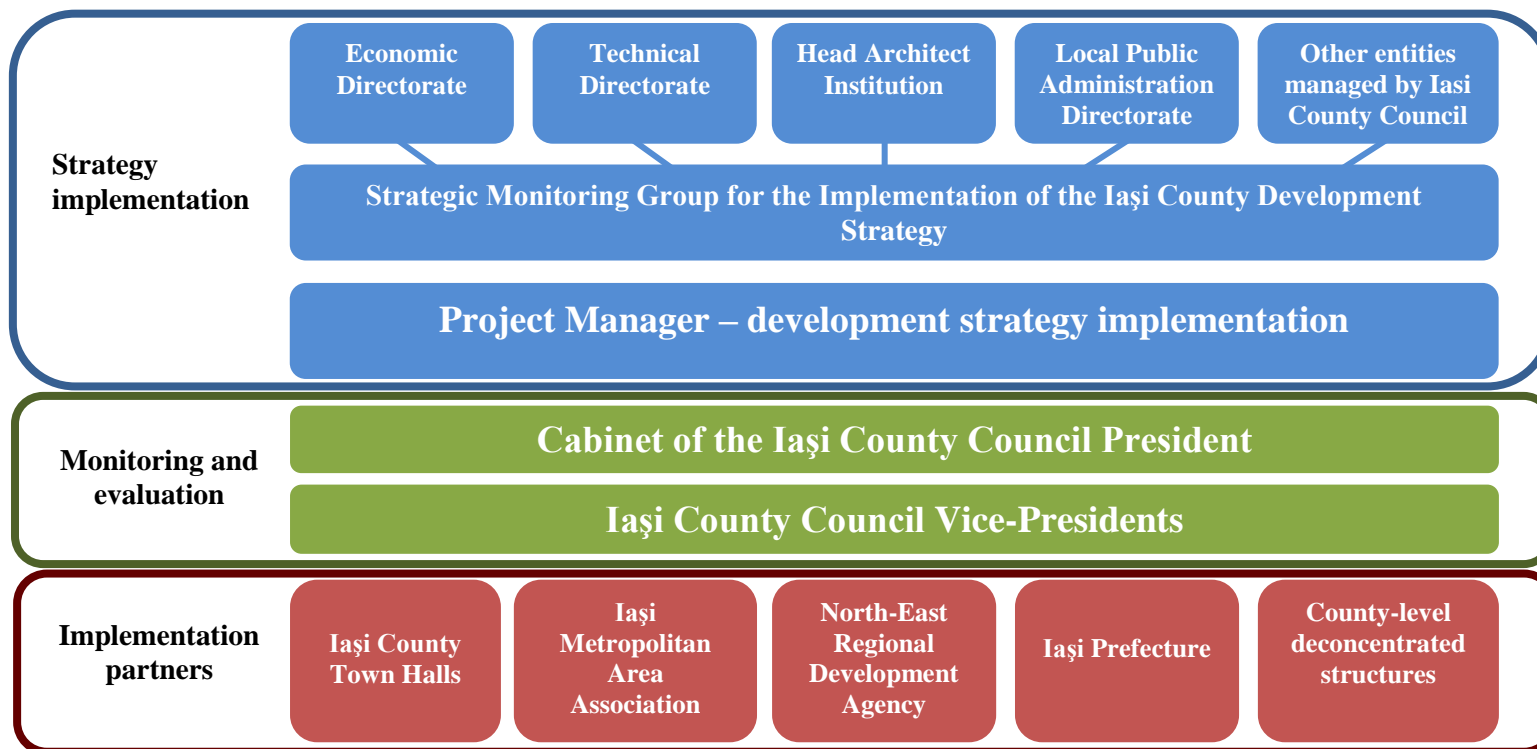 Economic
Directorate
Technical
Directorate
Head Architect
Institution
Local Public
Administration
Directorate
Other entities
managed by Iasi
County Council
Strategy
implementation
Strategic Monitoring Group for the Implementation of the Iaşi County Development
Strategy
Project Manager – development strategy implementation
Monitoring and
evaluation
Cabinet of the Iaşi County Council President
Iaşi County Council Vice-Presidents
Implementation
partners
Iaşi County
Town Halls
Iaşi
Metropolitan
Area
Association
North-East
Regional
Development
Agency
Iaşi Prefecture
County-level
deconcentrated
structures